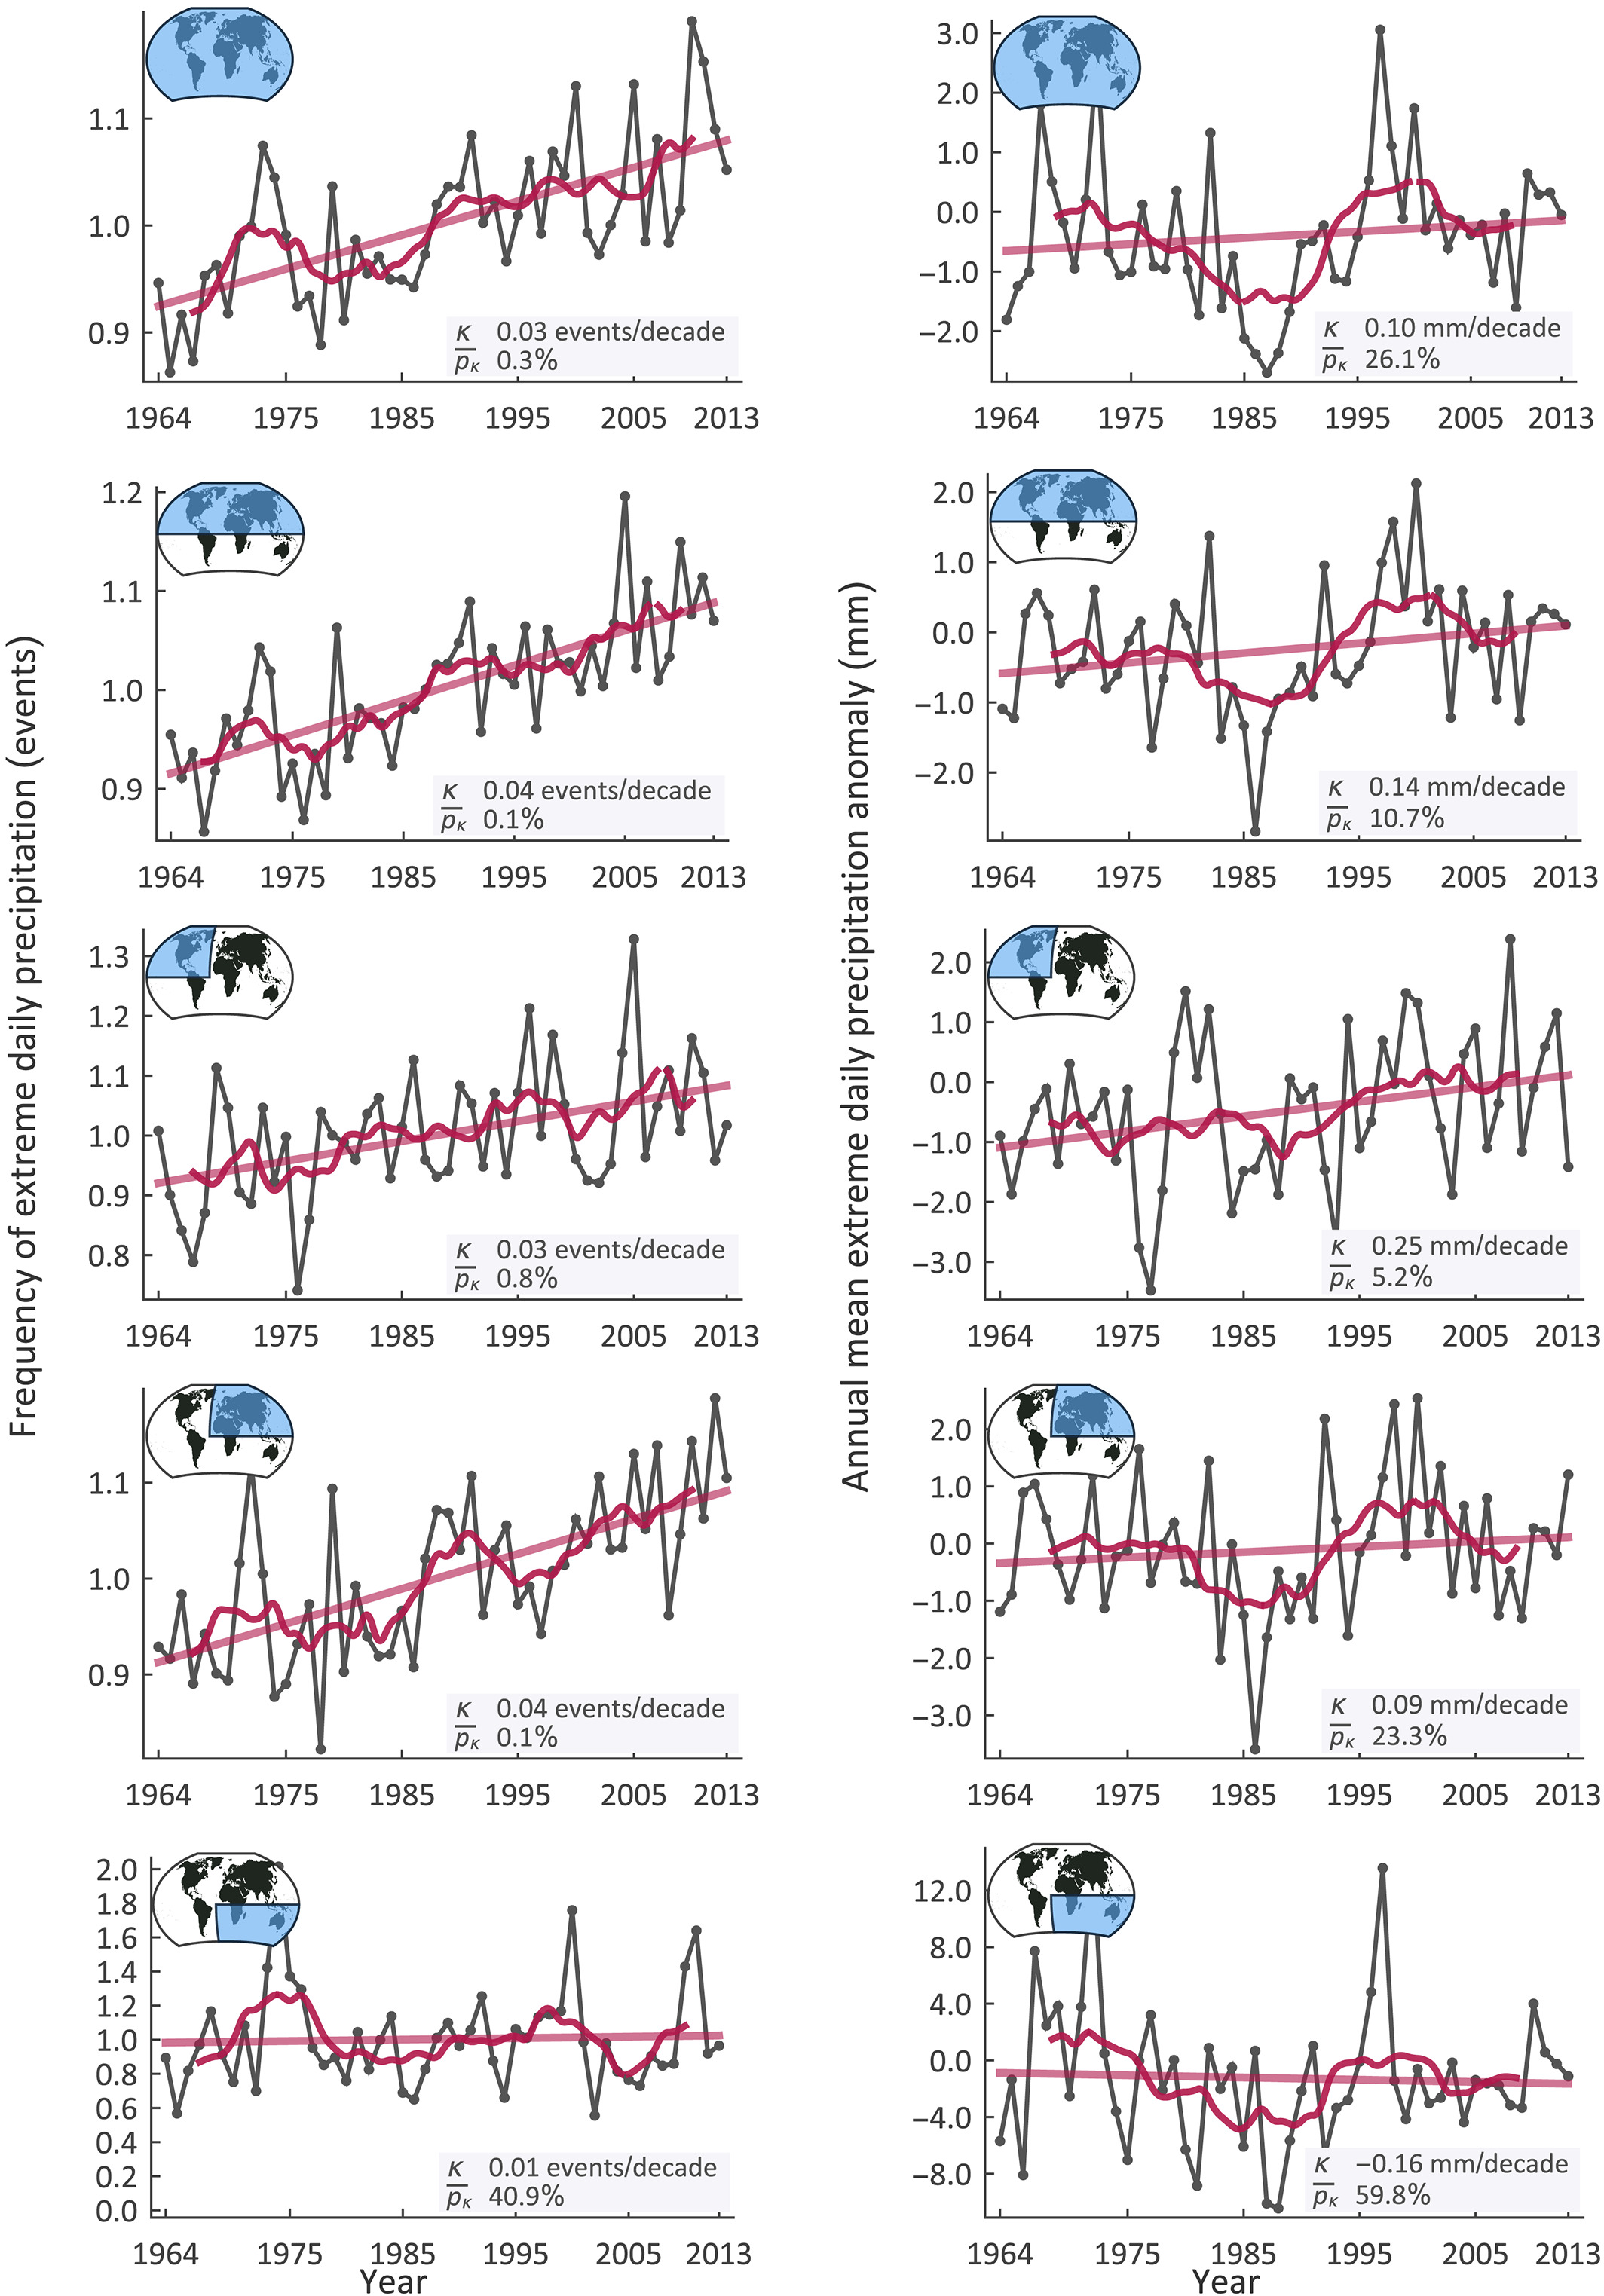 Frequency of extreme daily precipitation (events)
1.1
1.0
0.9
κ 0.03 events/decade
pκ 0.3%
1964 1975 1985 1995 2005 2013
1.2
1.1
1.0
0.9
κ 0.04 events/decade
pκ 0.1%
1964 1975 1985 1995 2005 2013
1.3
1.2
1.1
1.0
0.9
0.8
κ 0.03 events/decade
pκ 0.8%
1964 1975 1985 1995 2005 2013
1.1
1.0
0.9
κ 0.04 events/decade
pκ 0.1%
1964 1975 1985 1995 2005 2013
2.0
1.8
1.6
1.4
1.2
1.0
0.8
0.6
0.4
0.2
0.0
κ 0.01 events/decade
pκ 40.9%
1964 1975 1985 1995 2005 2013
Year
Annual mean extreme daily precipitation anomaly (mm)
3.0
2.0
1.0
0.0
−1.0
−2.0
κ 0.10 mm/decade
pκ 26.1%
1964 1975 1985 1995 2005 2013
2.0
1.0
0.0
−1.0
−2.0
κ 0.14 mm/decade
pκ 10.7%
1964 1975 1985 1995 2005 2013
2.0
1.0
0.0
−1.0
−2.0
−3.0
κ 0.25 mm/decade
pκ 5.2%
1964 1975 1985 1995 2005 2013
2.0
1.0
0.0
−1.0
−2.0
−3.0
κ 0.09 mm/decade
pκ 23.3%
1964 1975 1985 1995 2005 2013
12.0
8.0
4.0
0.0
−4.0
−8.0
κ −0.16 mm/decade
pκ 59.8%
1964 1975 1985 1995 2005 2013
Year